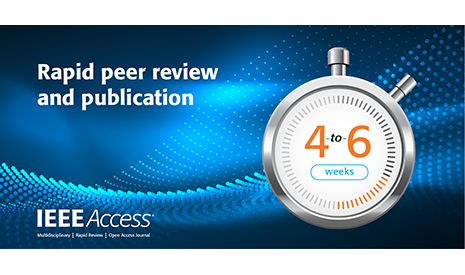 Rapid peer review
and publication
4-to-6
weeks
IEEE Access®
Multidisciplinary | Rapid Review | Open Access Journal